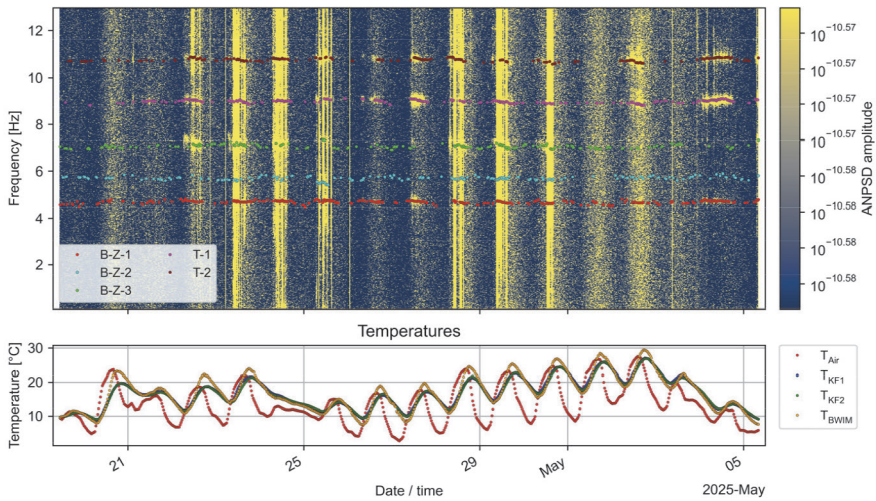 12
10
8
6
4
2
Frequency [Hz]
B-Z-1
B-Z-2
B-Z-3
T-1
T-2
10^−10.57
10^−10.57
10^−10.57
10^−10.57
10^−10.57
10^−10.58
10^−10.58
10^−10.58
10^−10.58
ANPSD amplitude
Temperatures
30
20
10
Temperature [°C]
T_Air
T_KF1
T_KF2
T_BWIM
21
25
29
May
05
Date / time
2025-May